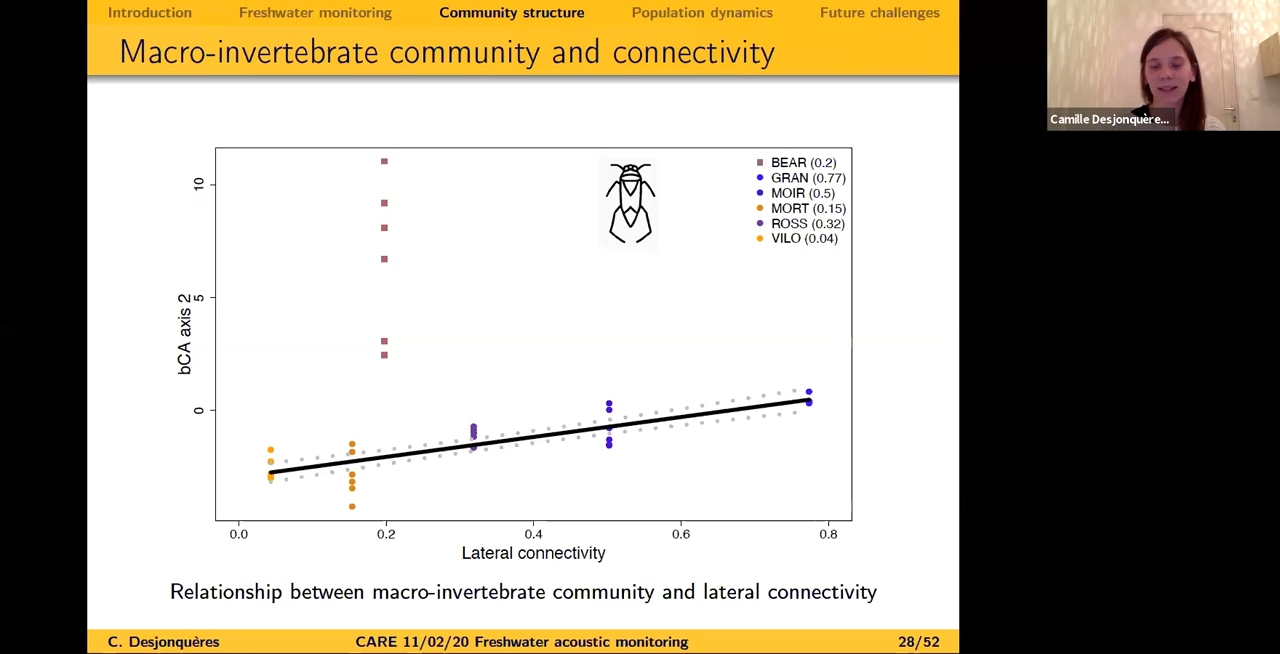 Introduction Freshwater monitoring Community structure Population dynamics Future challenges
Macro-invertebrate community and connectivity
Camille Desjonquère...
BEAR (0.2)
GRAN (0.77)
MOIR (0.5)
MORT (0.15)
ROSS (0.32)
VILO (0.04)
10
5
0
bCA axis 2
0.0 0.2 0.4 0.6 0.8
Lateral connectivity
Relationship between macro-invertebrate community and lateral connectivity
C. Desjonquères CARE 11/02/20 Freshwater acoustic monitoring 28/52